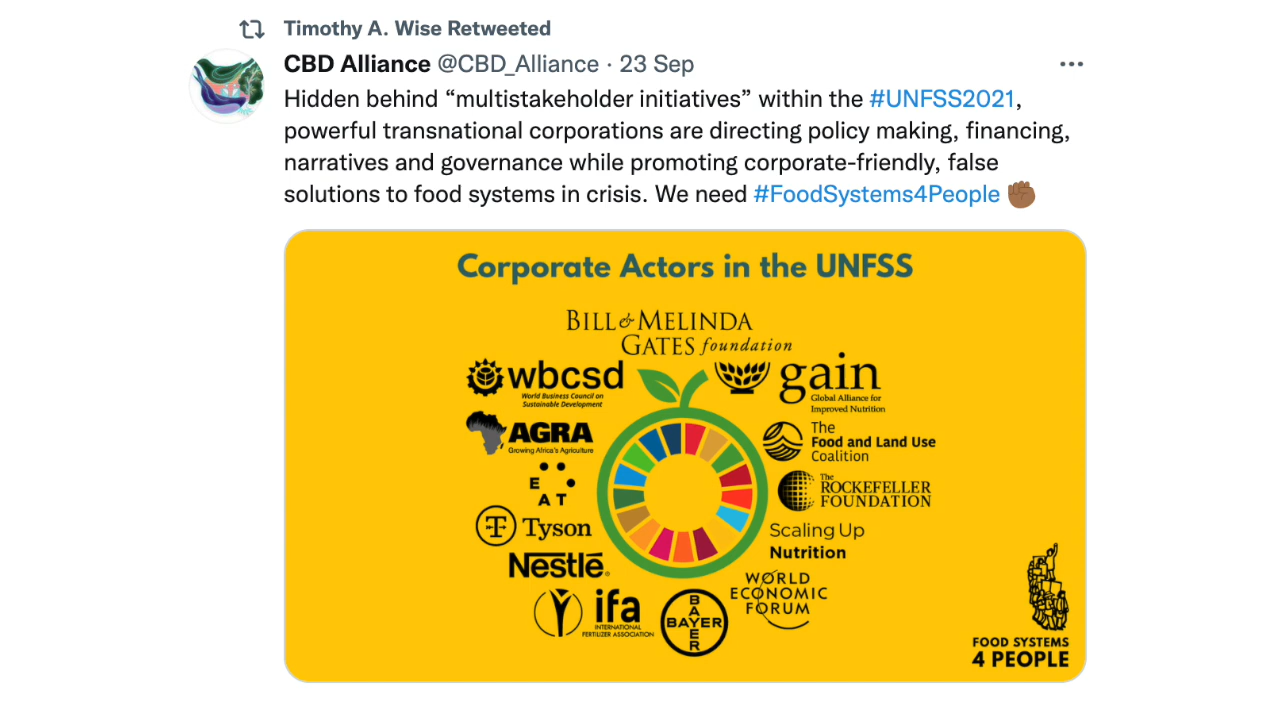 Timothy A. Wise Retweeted
CBD Alliance @CBD_Alliance · 23 Sep
Hidden behind “multistakeholder initiatives” within the #UNFSS2021,
powerful transnational corporations are directing policy making, financing,
narratives and governance while promoting corporate-friendly, false
solutions to food systems in crisis. We need #FoodSystems4People ✊🏾
Corporate Actors in the UNFSS
BILL & MELINDA
GATES foundation
wbcsd
World Business Council on
Sustainable Development
gain
Global Alliance for
Improved Nutrition
AGRA
Growing Africa's Agriculture
The
Food and Land Use
Coalition
E
A T
The
ROCKEFELLER
FOUNDATION
Tyson
Scaling Up
Nutrition
Nestlé
WORLD
ECONOMIC
FORUM
ifa
INTERNATIONAL
FERTILIZER ASSOCIATION
BAYER
BAYER
FOOD SYSTEMS
4 PEOPLE